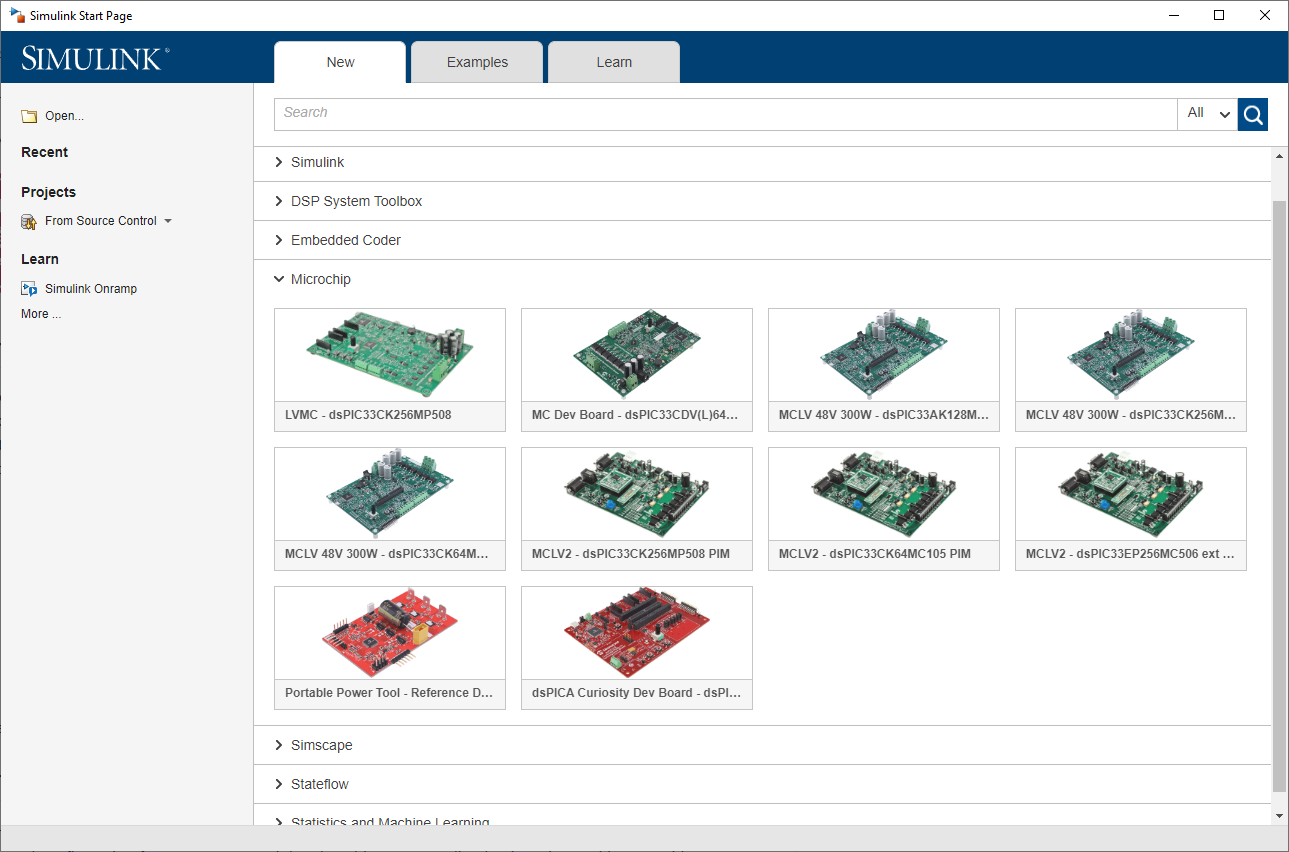 Simulink Start Page
SIMULINK®
New
Examples
Learn
Open...
Recent
Projects
From Source Control
Learn
Simulink Onramp
More ...
Search
All
Simulink
DSP System Toolbox
Embedded Coder
Microchip
LVMC - dsPIC33CK256MP508
MC Dev Board - dsPIC33CDV(L)64...
MCLV 48V 300W - dsPIC33AK128M...
MCLV 48V 300W - dsPIC33CK256M...
MCLV 48V 300W - dsPIC33CK64M...
MCLV2 - dsPIC33CK256MP508 PIM
MCLV2 - dsPIC33CK64MC105 PIM
MCLV2 - dsPIC33EP256MC506 ext ...
Portable Power Tool - Reference D...
dsPICA Curiosity Dev Board - dsPI...
Simscape
Stateflow
Statistics and Machine Learning